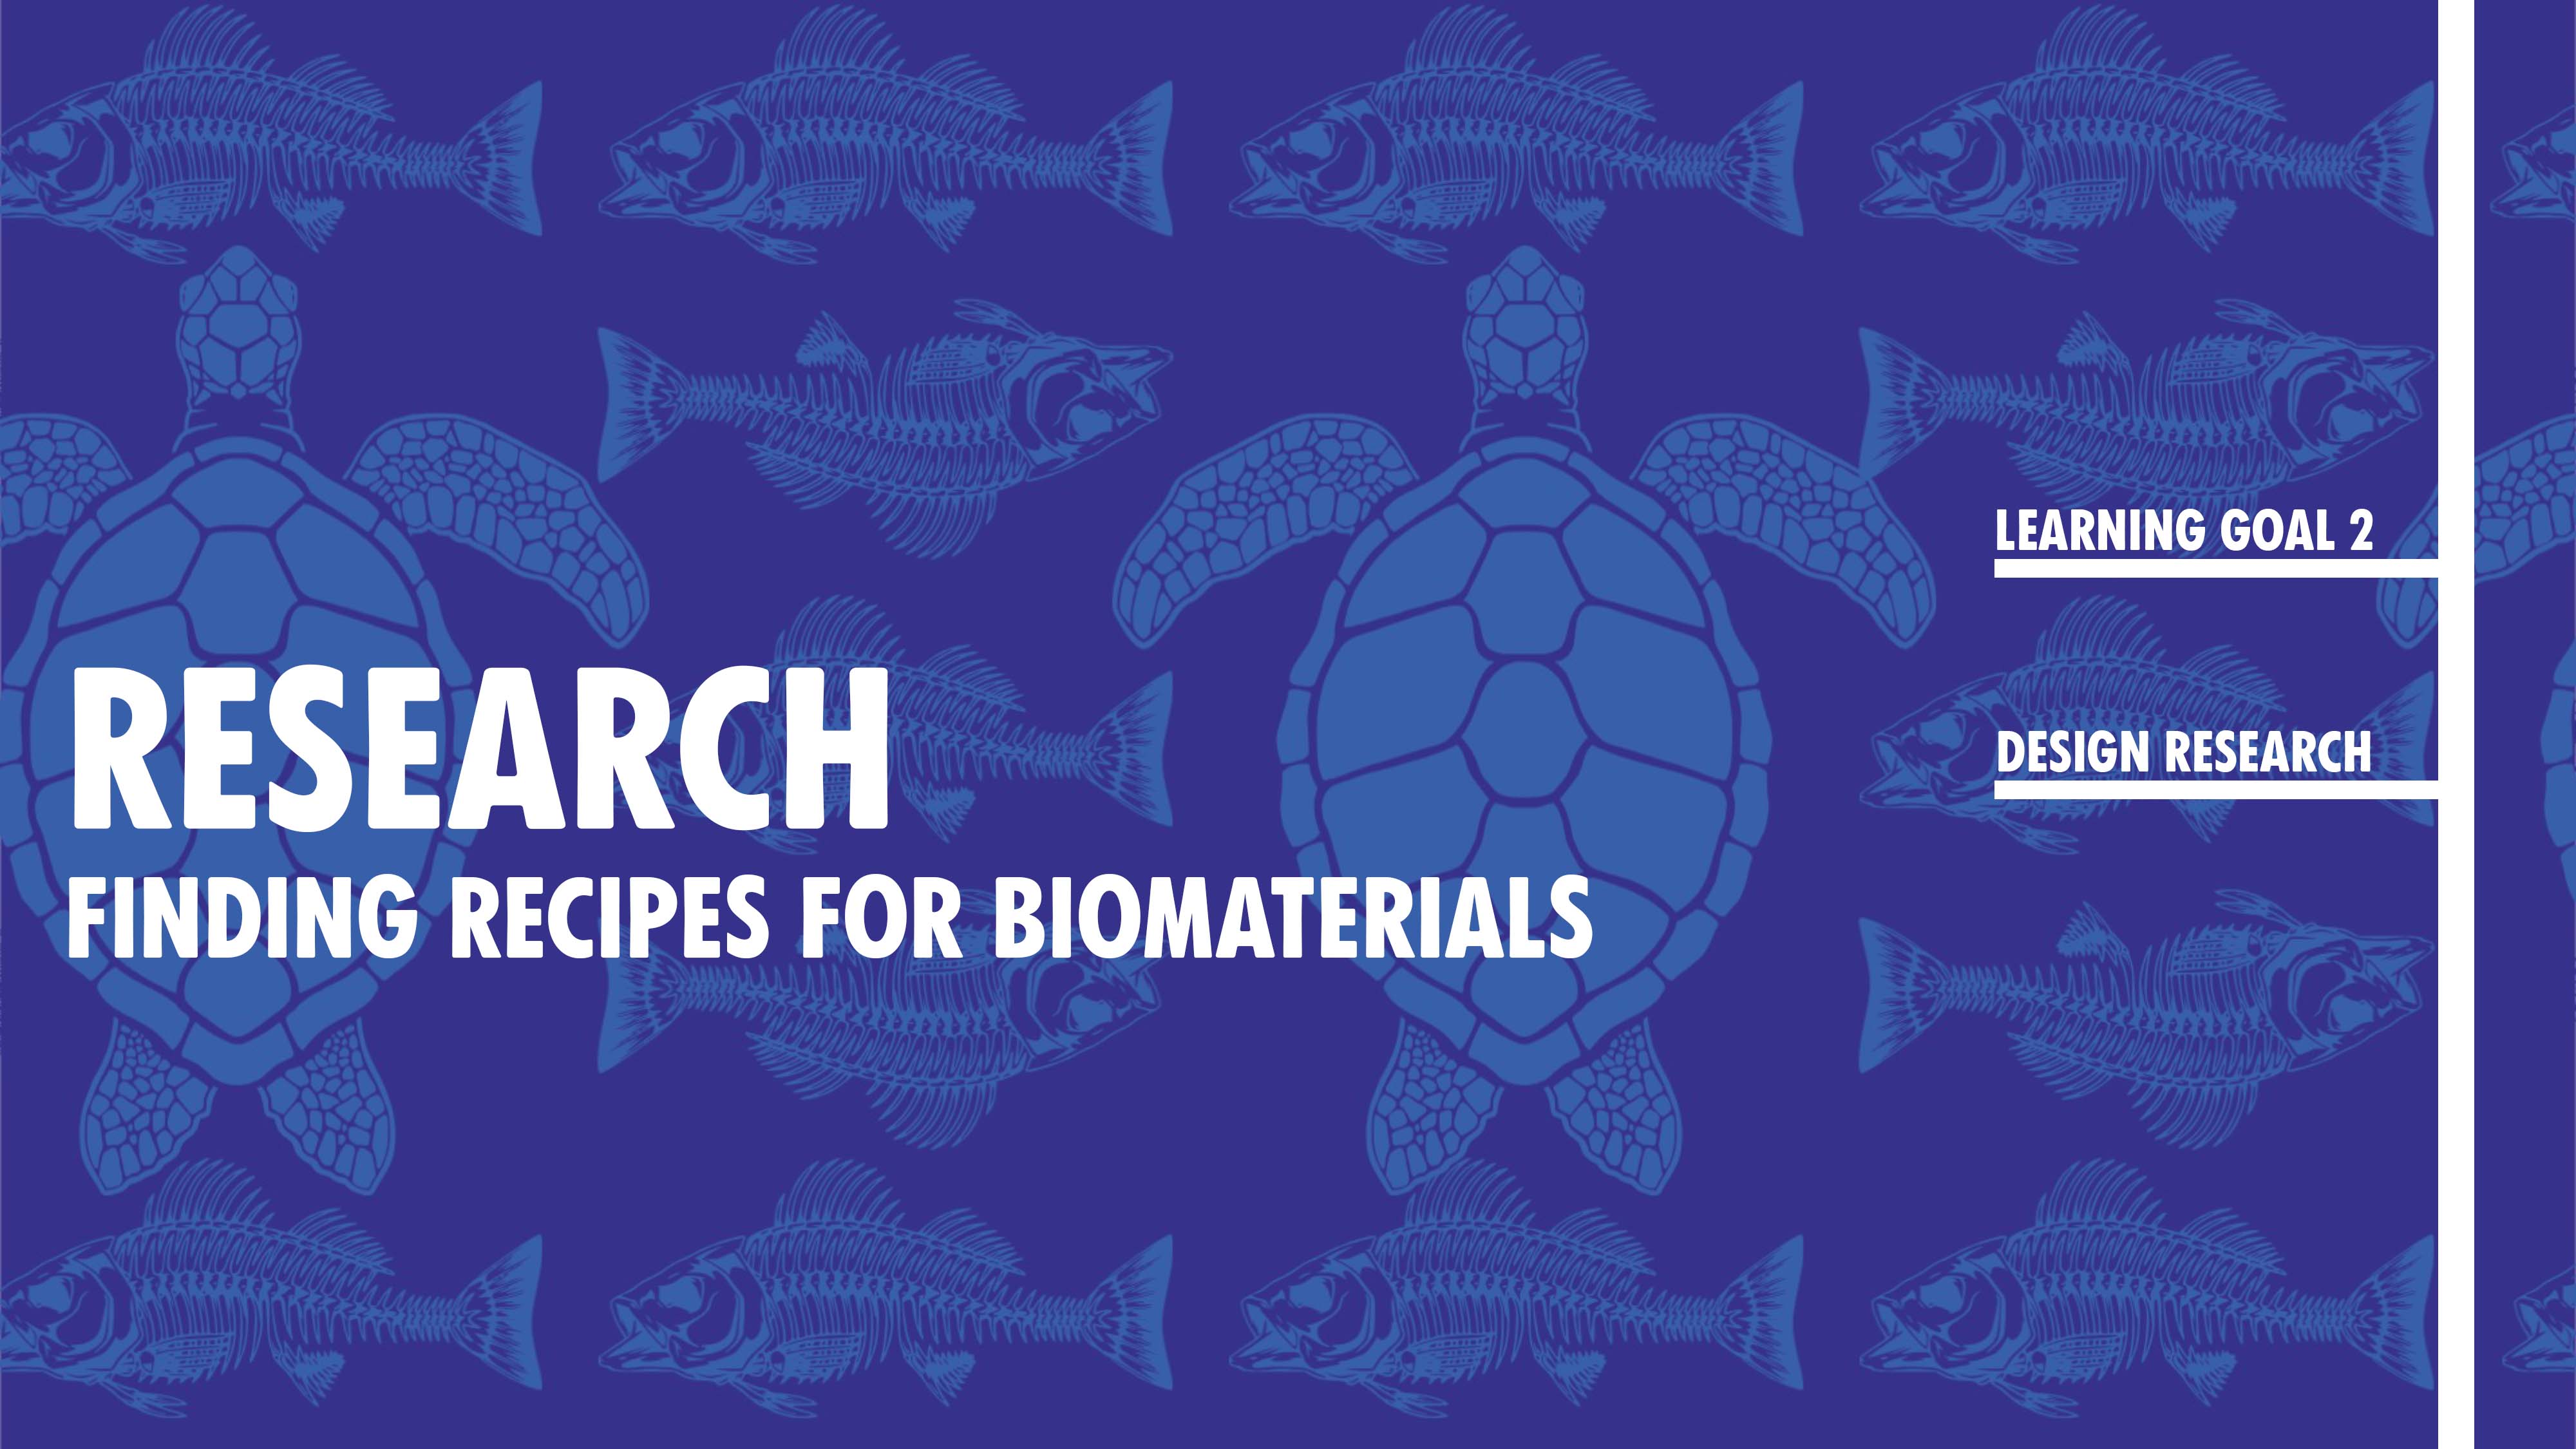 LEARNING GOAL 2
DESIGN RESEARCH
RESEARCH
FINDING RECIPES FOR BIOMATERIALS